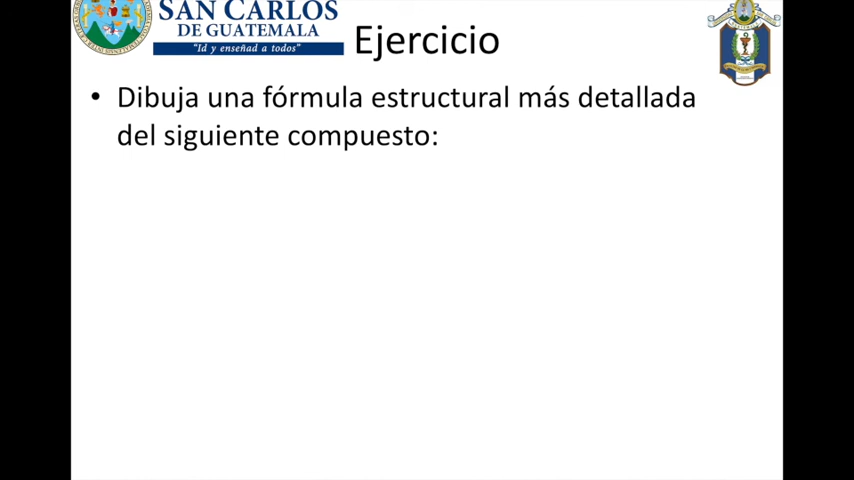 SAN CARLOS
DE GUATEMALA
"Id y enseñad a todos"
Ejercicio
• Dibuja una fórmula estructural más detallada
del siguiente compuesto: